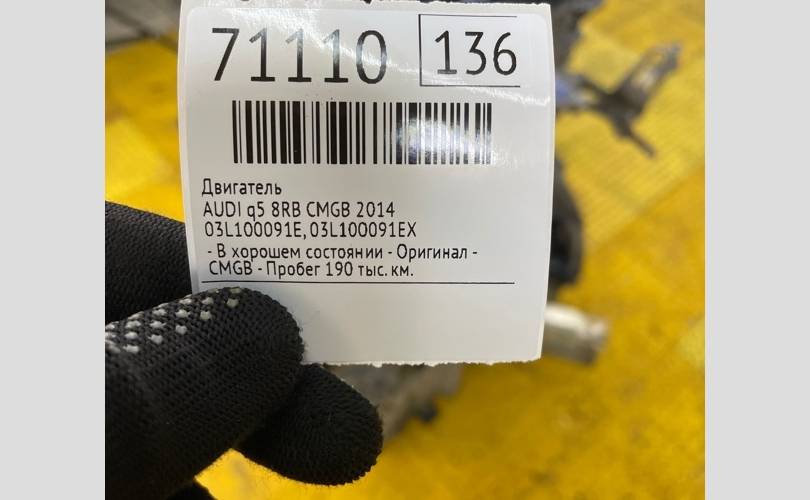 71110 136
Двигатель
AUDI q5 8RB CMGB 2014
03L100091E, 03L100091EX
- В хорошем состоянии - Оригинал -
CMGB - Пробег 190 тыс. км.